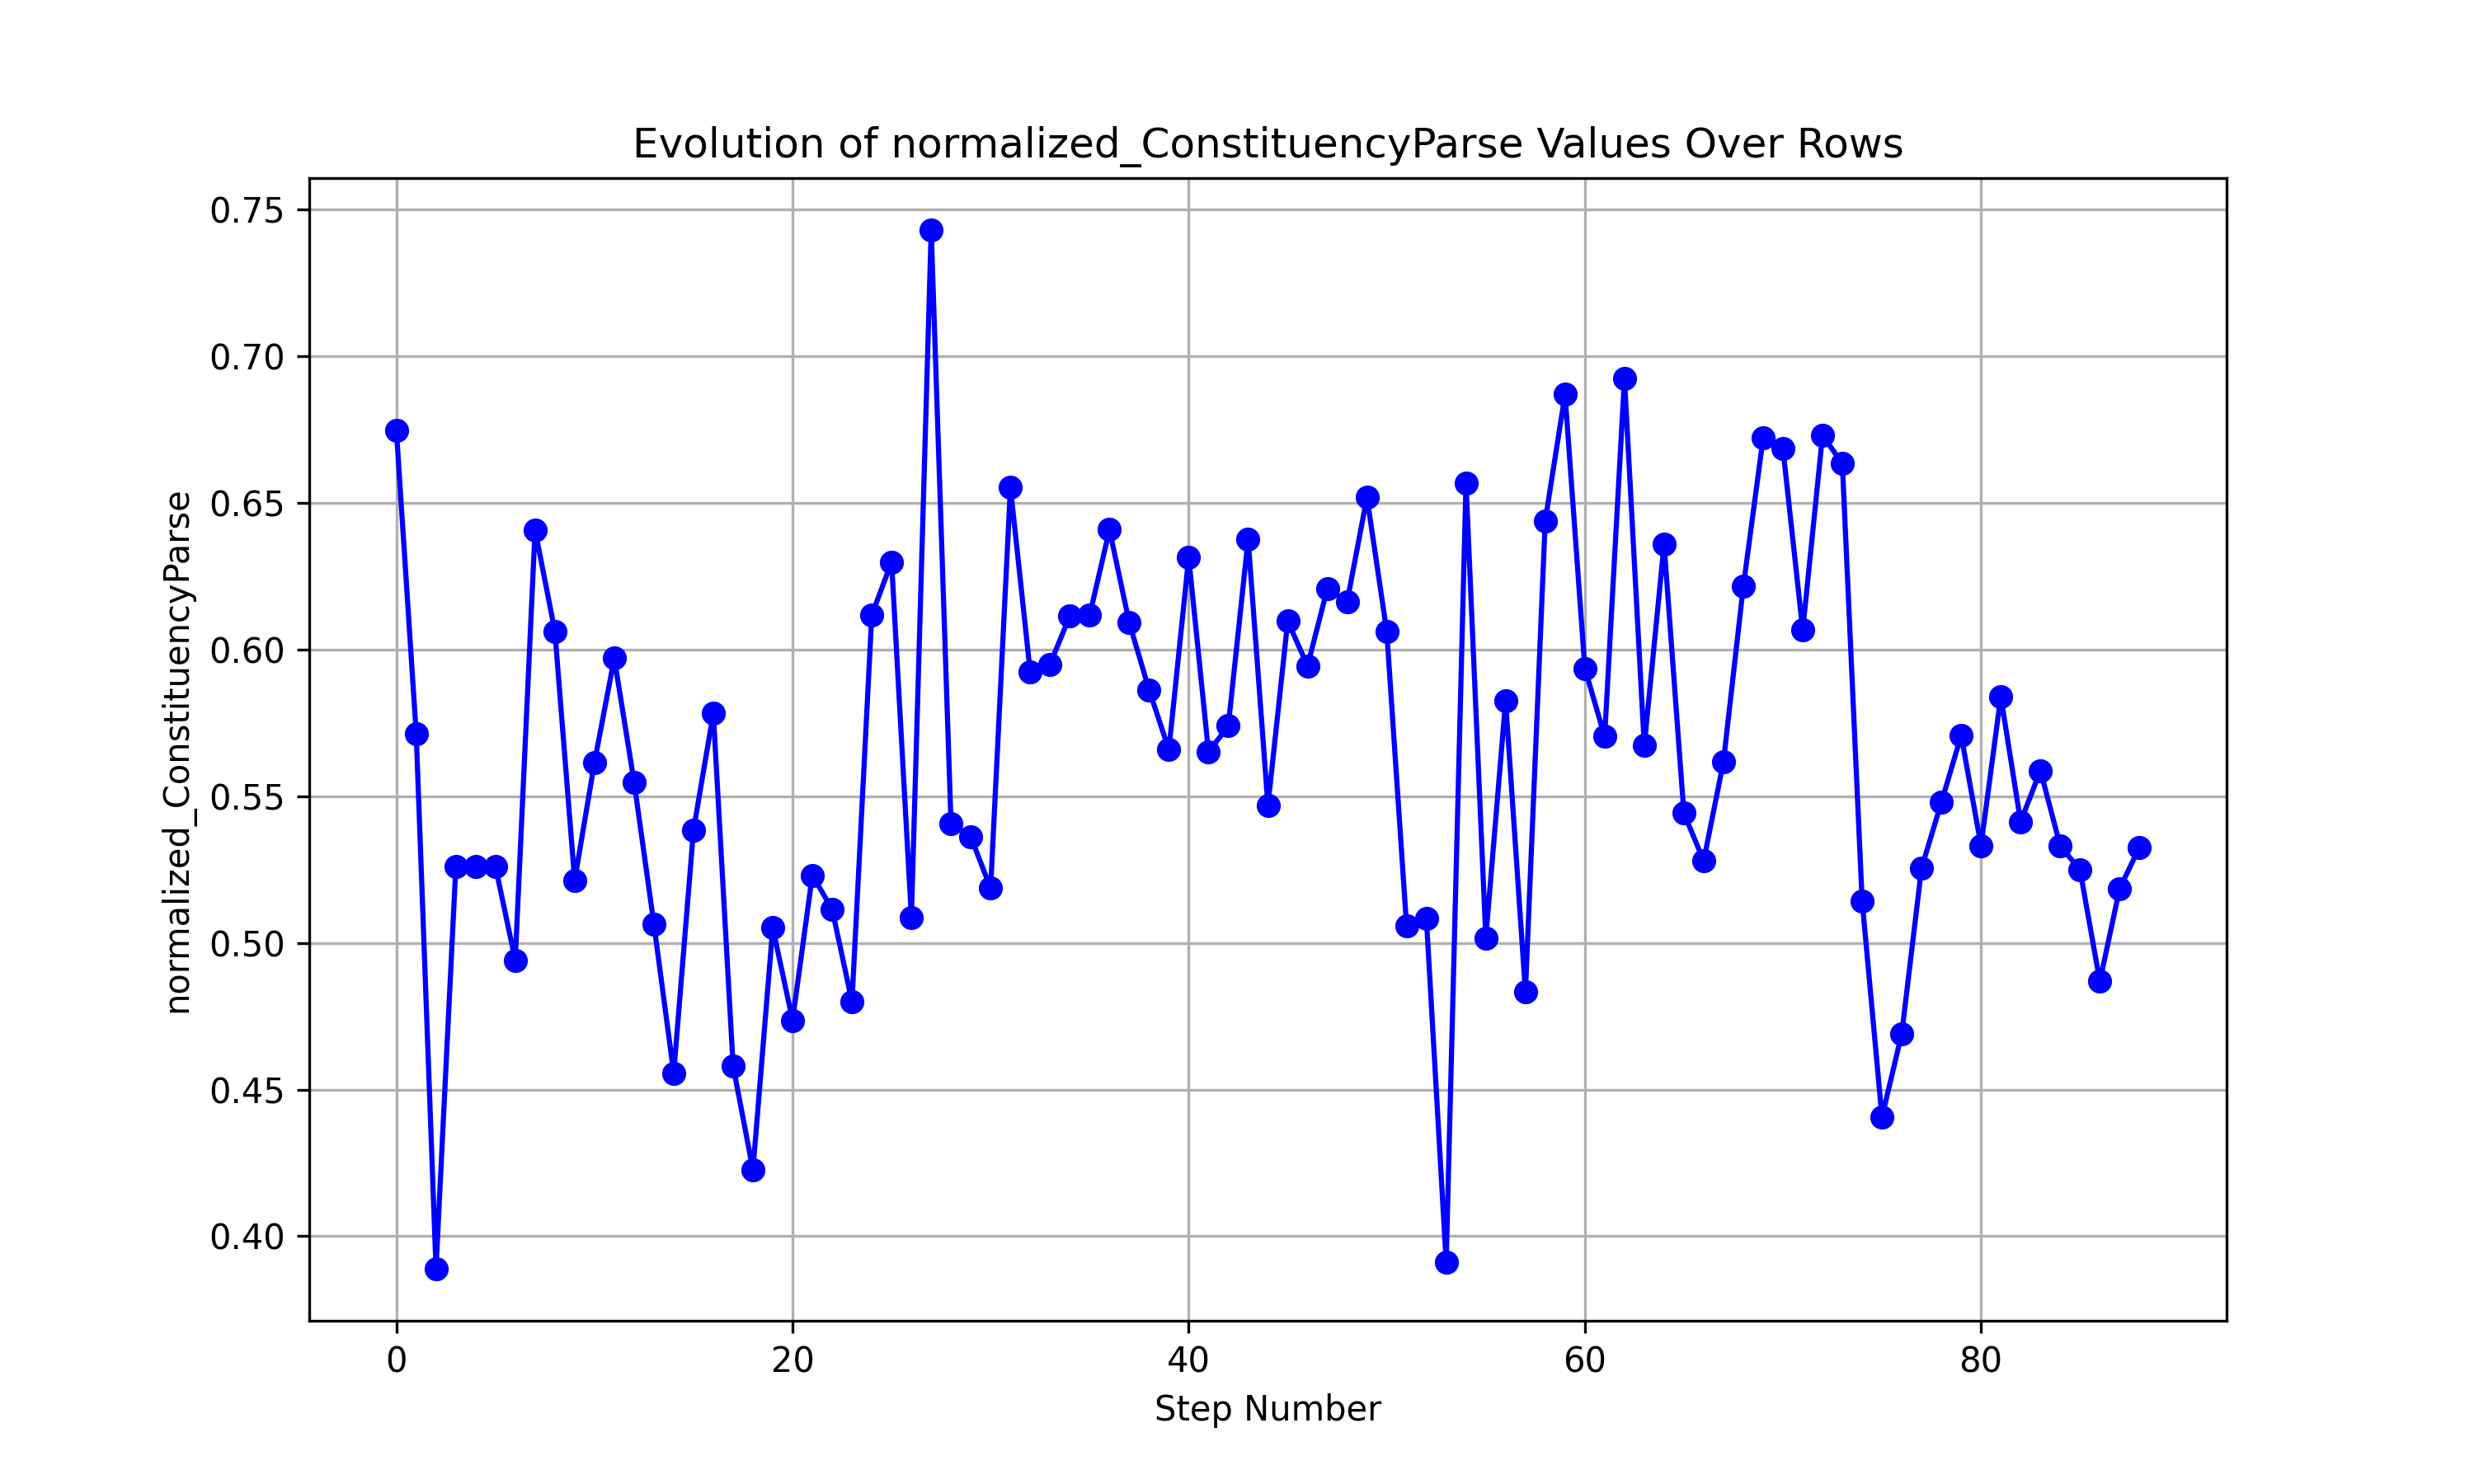 Evolution of normalized_ConstituencyParse Values Over Rows
normalized_ConstituencyParse
0.75
0.70
0.65
0.60
0.55
0.50
0.45
0.40
0 20 40 60 80
Step Number